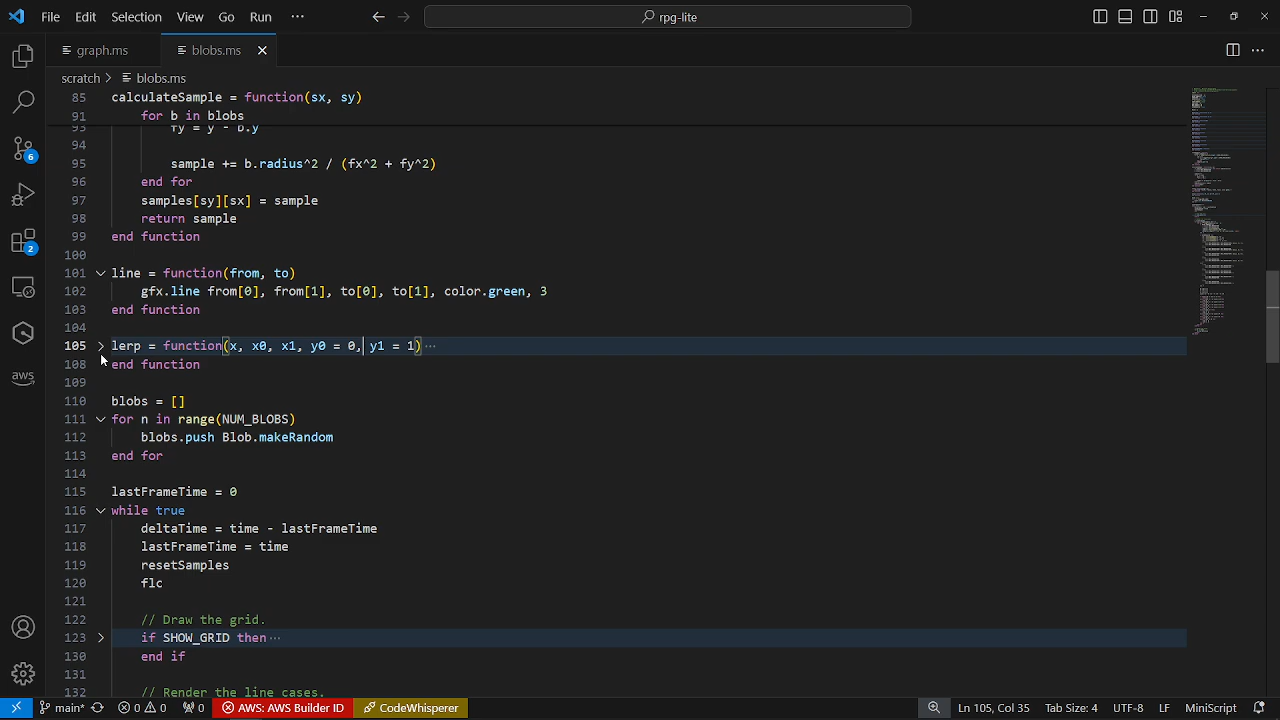 File Edit Selection View Go Run ··· rpg-lite
graph.ms blobs.ms
scratch > blobs.ms
85 calculateSample = function(sx, sy)
91 for b in blobs
93 fy = y - b.y
94
95 sample += b.radius^2 / (fx^2 + fy^2)
96 end for
97 samples[sy][sx] = sample
98 return sample
99 end function
100
101 line = function(from, to)
102 gfx.line from[0], from[1], to[0], to[1], color.green, 3
103 end function
104
105 lerp = function(x, x0, x1, y0 = 0, y1 = 1)···
108 end function
109
110 blobs = []
111 for n in range(NUM_BLOBS)
112 blobs.push Blob.makeRandom
113 end for
114
115 lastFrameTime = 0
116 while true
117 deltaTime = time - lastFrameTime
118 lastFrameTime = time
119 resetSamples
120 flc
121
122 // Draw the grid.
123 if SHOW_GRID then···
130 end if
131
132 // Render the line cases.
6
2
aws
main* 0 0 0 AWS: AWS Builder ID CodeWhisperer Ln 105, Col 35 Tab Size: 4 UTF-8 LF MiniScript